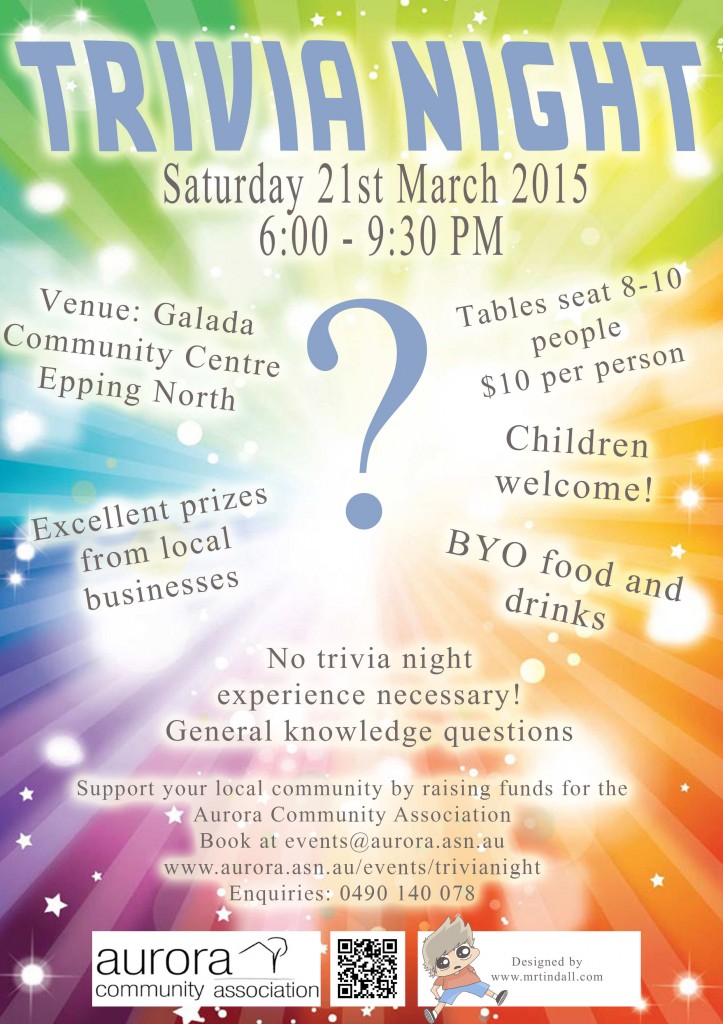 TRIVIA NIGHT
Saturday 21st March 2015
6:00 - 9:30 PM
Venue: Galada
Community Centre
Epping North
?
Tables seat 8-10
people
$10 per person
Children
welcome!
Excellent prizes
from local
businesses
BYO food and
drinks
No trivia night
experience necessary!
General knowledge questions
Support your local community by raising funds for the
Aurora Community Association
Book at events@aurora.asn.au
www.aurora.asn.au/events/trivianight
Enquiries: 0490 140 078
aurora
community association
Designed by
www.mrtindall.com